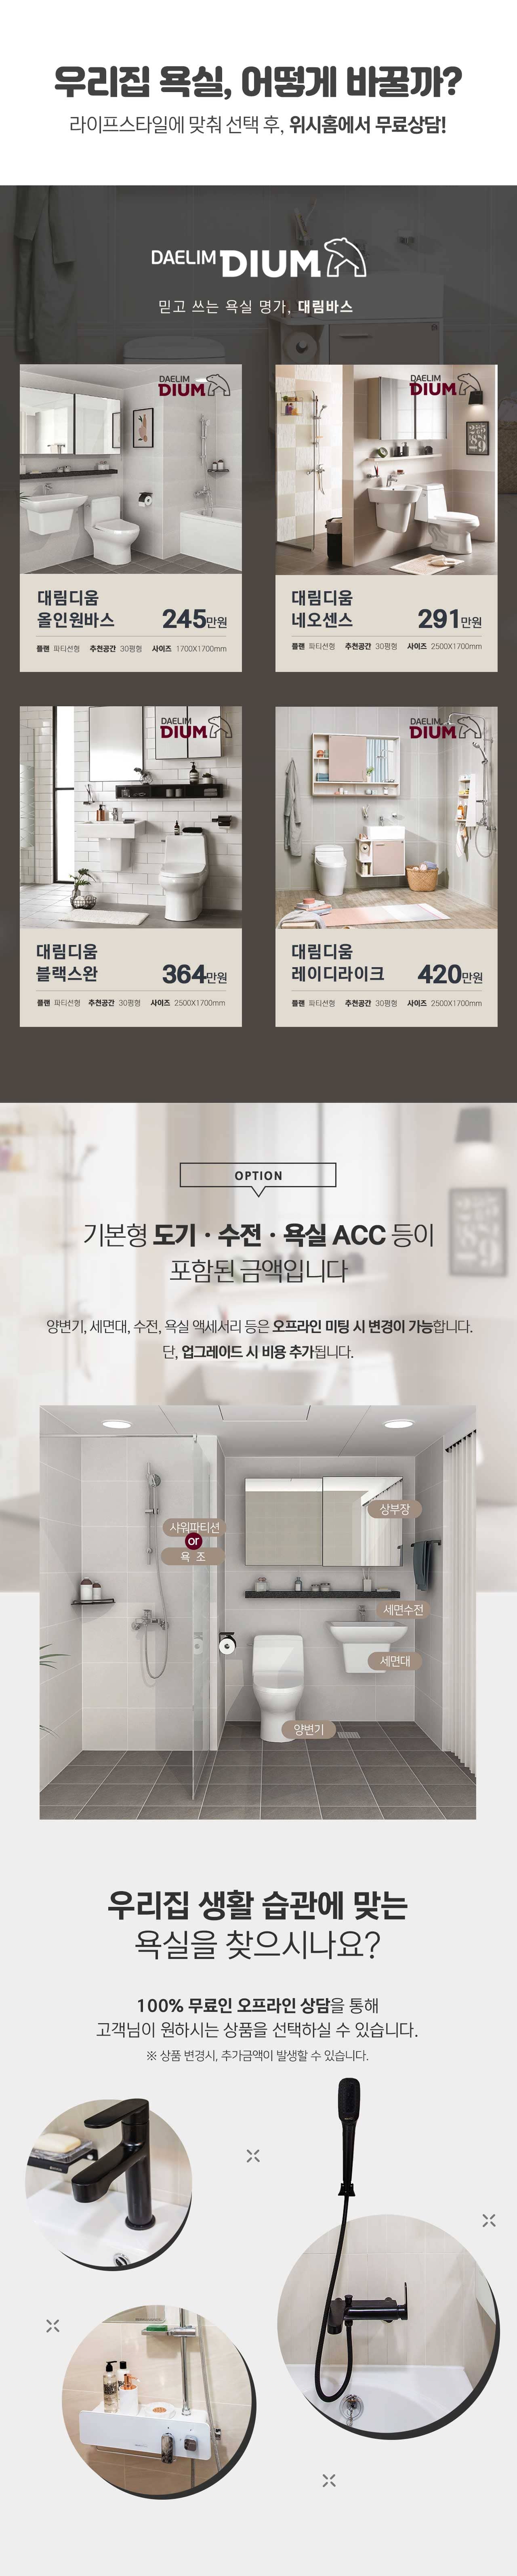 우리집 욕실, 어떻게 바꿀까?
라이프스타일에 맞춰 선택 후, 위시홈에서 무료상담!
DAELIM DIUM
믿고 쓰는 욕실 명가, 대림바스
DAELIM
DIUM
대림디움
올인원바스 245만원
플랜 파티션형 추천공간 30평형 사이즈 1700X1700mm
DAELIM
DIUM
대림디움
네오센스 291만원
플랜 파티션형 추천공간 30평형 사이즈 2500X1700mm
DAELIM
DIUM
대림디움
블랙스완 364만원
플랜 파티션형 추천공간 30평형 사이즈 2500X1700mm
DAELIM
DIUM
대림디움
레이디라이크 420만원
플랜 파티션형 추천공간 30평형 사이즈 2500X1700mm
OPTION
기본형 도기 · 수전 · 욕실 ACC 등이
포함된 금액입니다
양변기, 세면대, 수전, 욕실 액세서리 등은 오프라인 미팅 시 변경이 가능합니다.
단, 업그레이드 시 비용 추가됩니다.
상부장
샤워파티션
or
욕 조
세면수전
세면대
양변기
우리집 생활 습관에 맞는
욕실을 찾으시나요?
100% 무료인 오프라인 상담을 통해
고객님이 원하시는 상품을 선택하실 수 있습니다.
※ 상품 변경시, 추가금액이 발생할 수 있습니다.